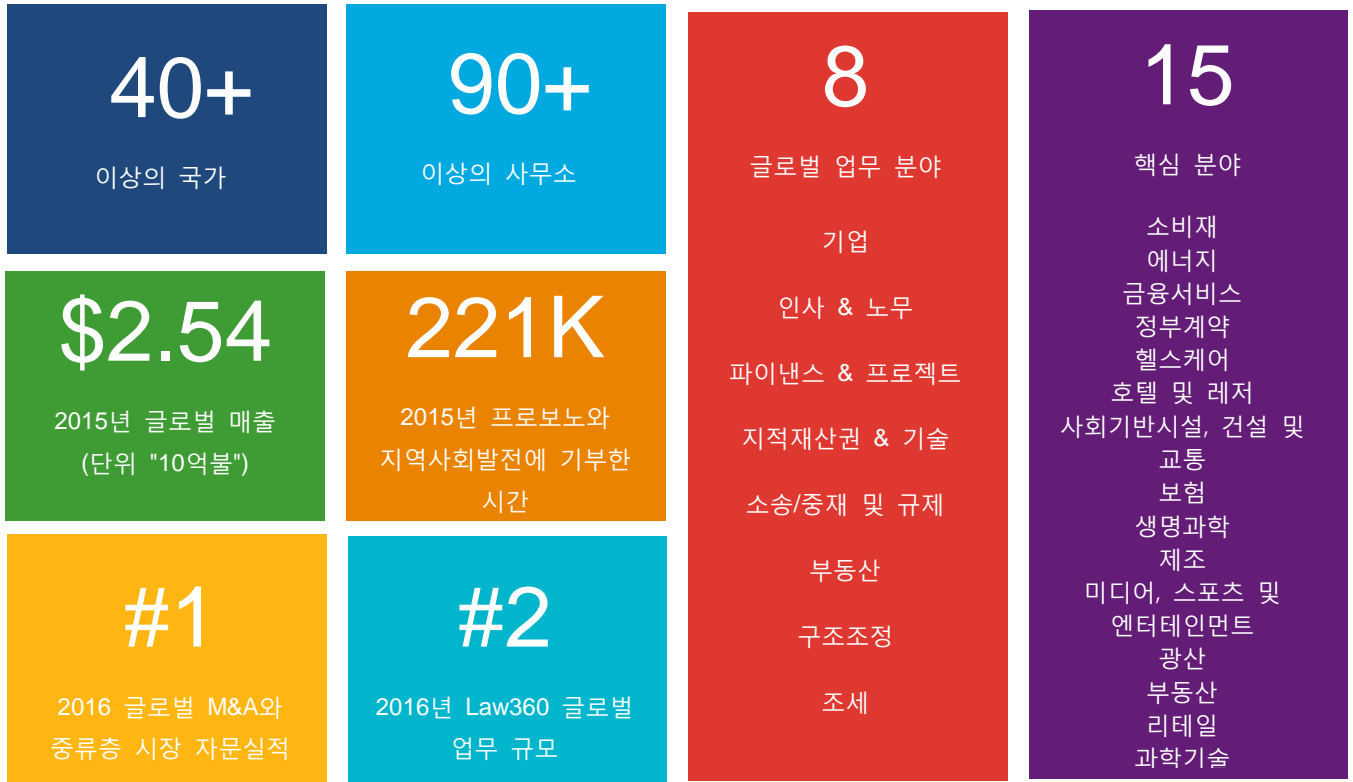 40+
이상의 국가
90+
이상의 사무소
$2.54
2015년 글로벌 매출
(단위 "10억불")
221K
2015년 프로보노와
지역사회발전에 기부한
시간
#1
2016 글로벌 M&A와
중류층 시장 자문실적
#2
2016년 Law360 글로벌
업무 규모
8
글로벌 업무 분야
기업
인사 & 노무
파이낸스 & 프로젝트
지적재산권 & 기술
소송/중재 및 규제
부동산
구조조정
조세
15
핵심 분야
소비재
에너지
금융서비스
정부계약
헬스케어
호텔 및 레저
사회기반시설, 건설 및
교통
보험
생명과학
제조
미디어, 스포츠 및
엔터테인먼트
광산
부동산
리테일
과학기술